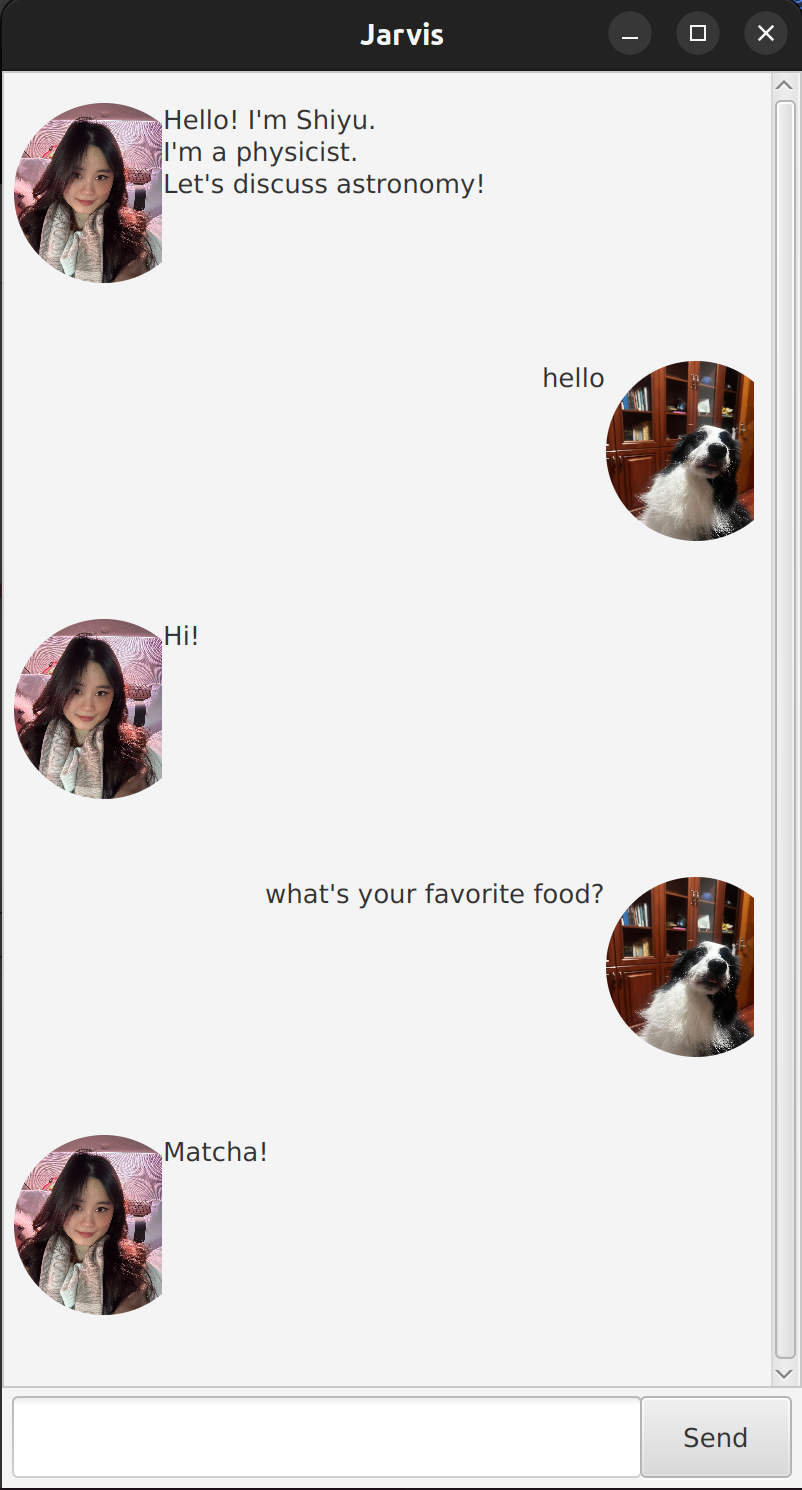 Jarvis
Hello! I'm Shiyu.
I'm a physicist.
Let's discuss astronomy!
hello
Hi!
what's your favorite food?
Matcha!
Send